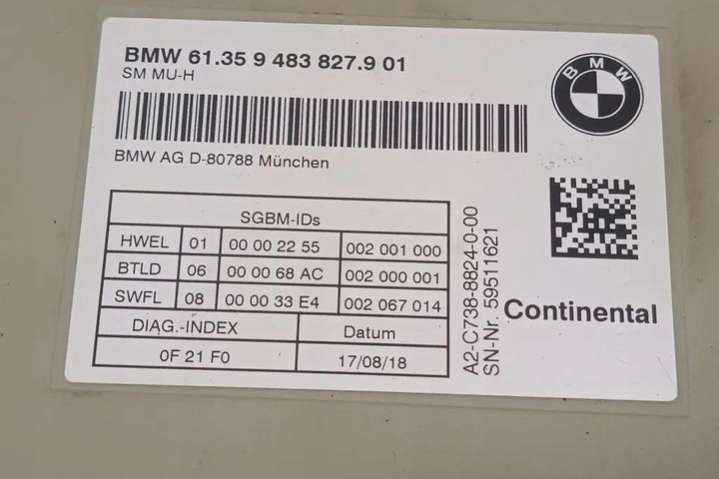 BMW 61.35 9 483 827.9 01
SM MU-H
BMW
BMW AG D-80788 München
SGBM-IDs
HWEL 01 00 00 22 55 002 001 000
BTLD 06 00 00 68 AC 002 000 001
SWFL 08 00 00 33 E4 002 067 014
DIAG.-INDEX Datum
0F 21 F0 17/08/18
A2-C738-8824-0-00
SN-Nr. 59511621
Continental